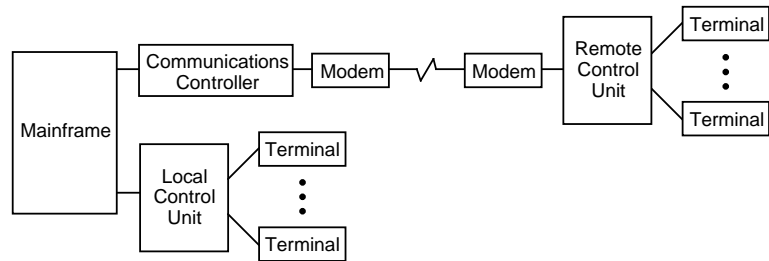 Mainframe
Communications
Controller
Modem
Modem
Remote
Control
Unit
Terminal
Terminal
Local
Control
Unit
Terminal
Terminal